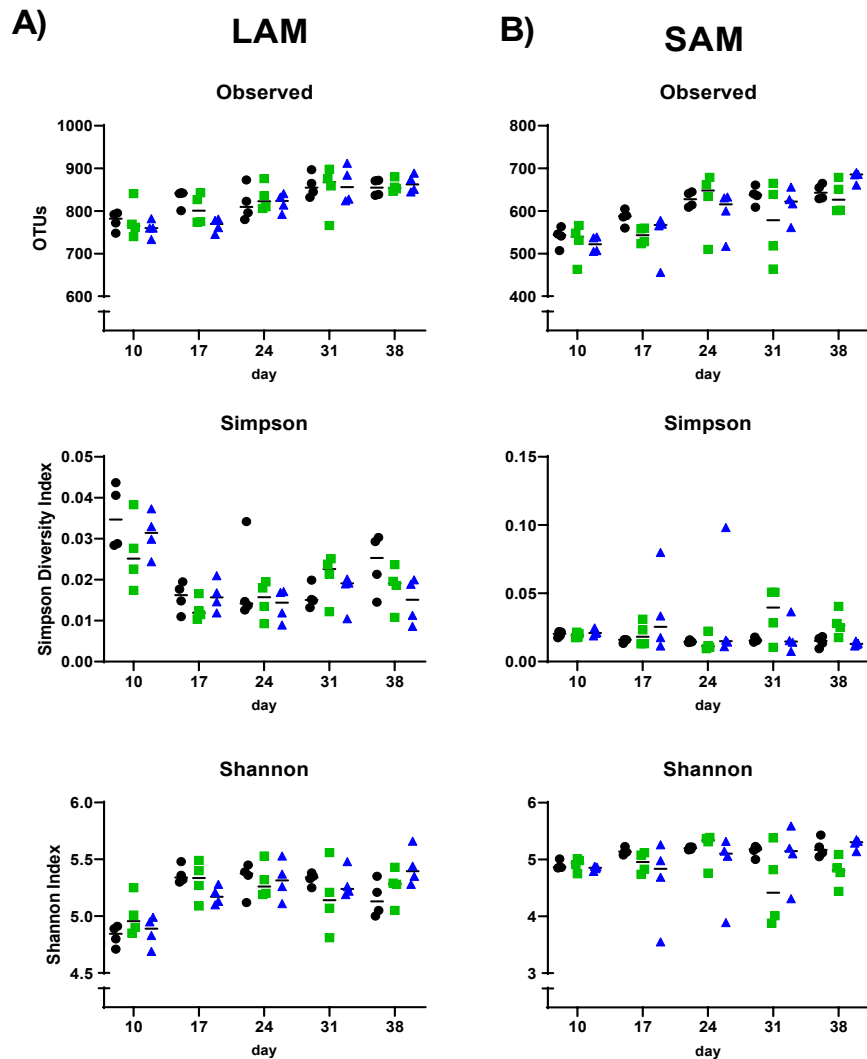 A)
LAM
B)
SAM
Observed
OTUs
1000
900
800
700
600
10 17 24 31 38
day
Observed
800
700
600
500
400
10 17 24 31 38
day
Simpson
Simpson Diversity Index
0.05
0.04
0.03
0.02
0.01
0.00
10 17 24 31 38
day
Simpson
0.15
0.10
0.05
0.00
10 17 24 31 38
day
Shannon
Shannon Index
6.0
5.5
5.0
4.5
10 17 24 31 38
day
Shannon
6
5
4
3
10 17 24 31 38
day